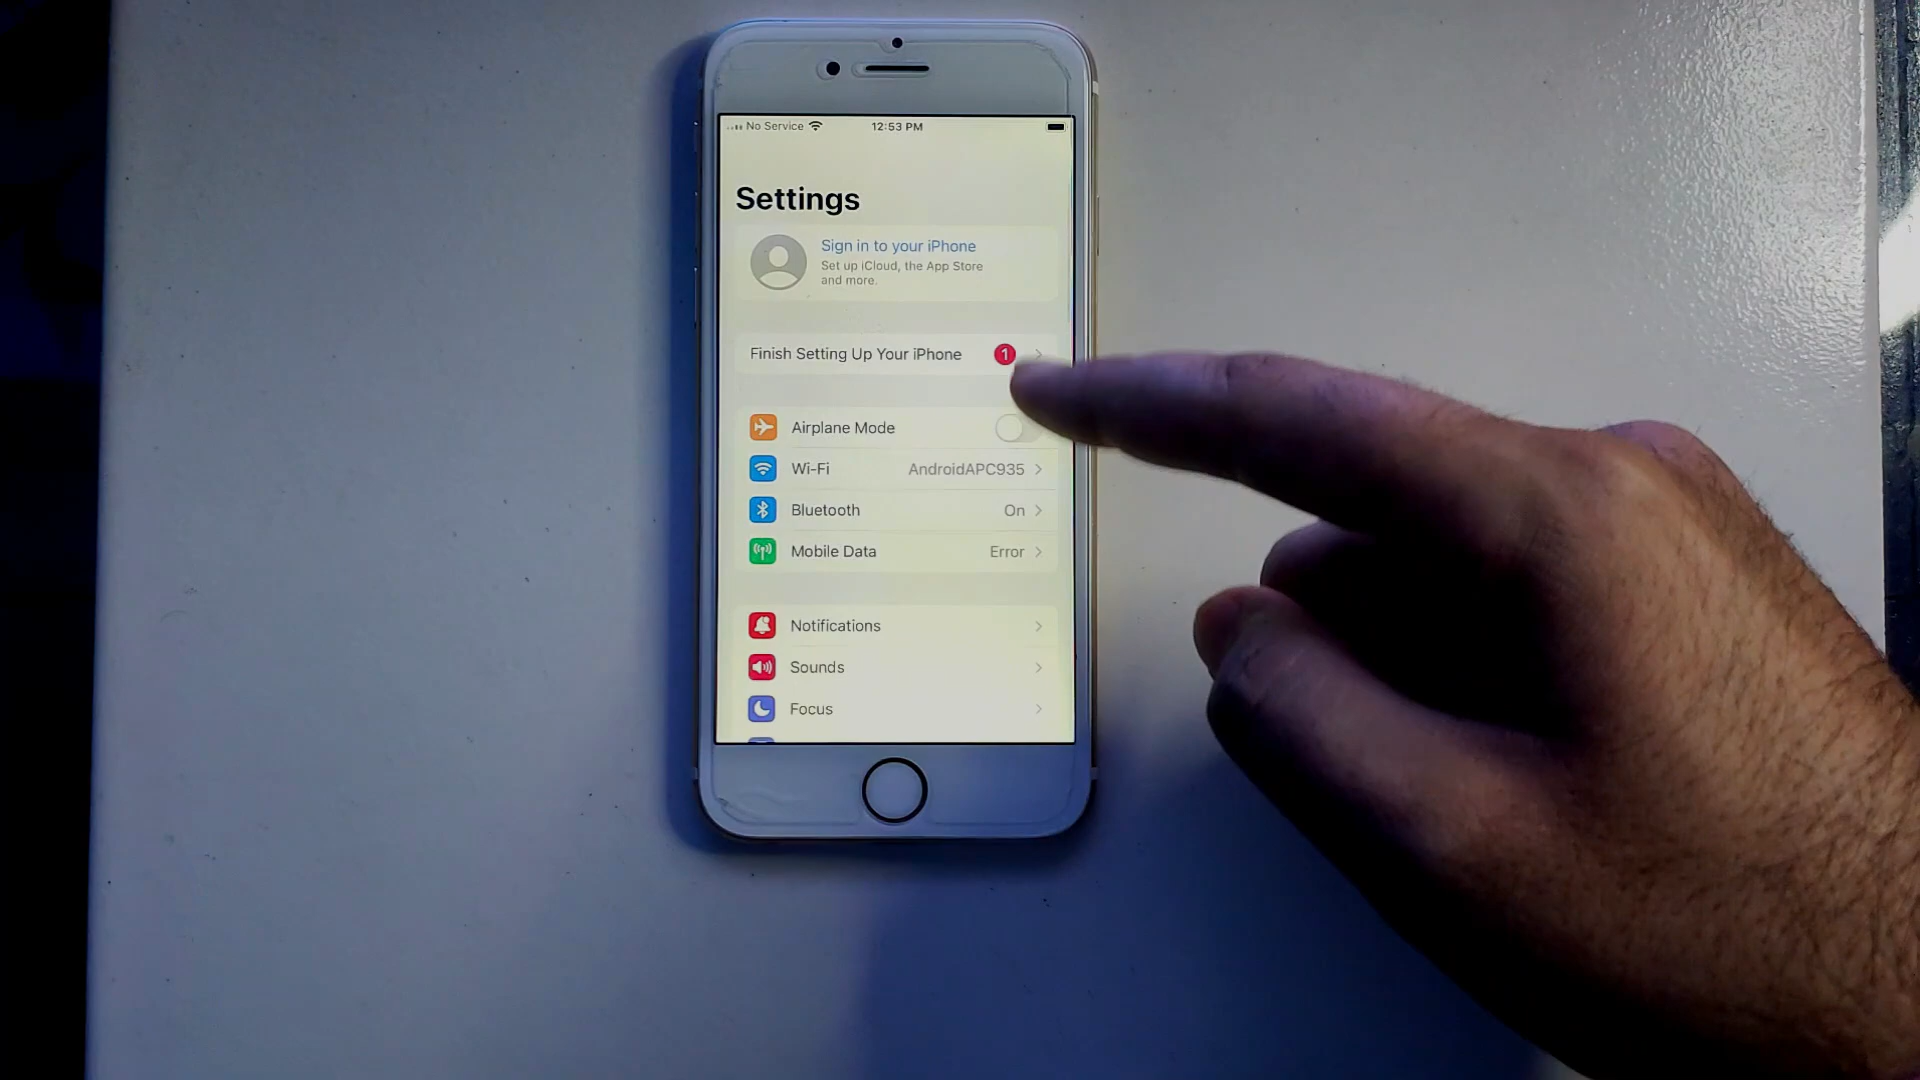 No Service 12:53 PM
Settings
Sign in to your iPhone
Set up iCloud, the App Store
and more.
Finish Setting Up Your iPhone 1
Airplane Mode
Wi-Fi AndroidAPC935
Bluetooth On
Mobile Data Error
Notifications
Sounds
Focus